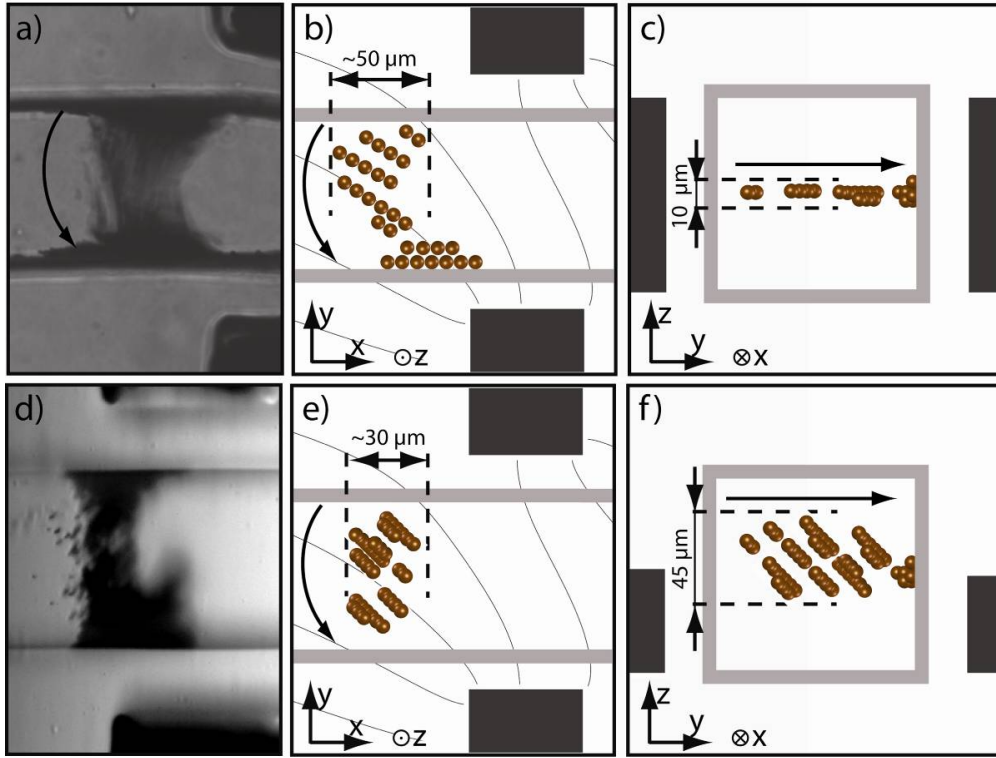 a)
b)
~50 µm
y
x
⊙z
c)
10 µm
z
y
⊗x
d)
e)
~30 µm
y
x
⊙z
f)
45 µm
z
y
⊗x